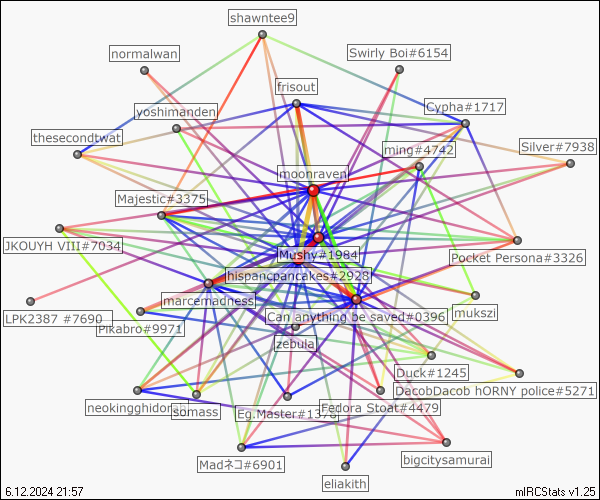 shawntee9
normalwan
Swirly Boi#6154
frisout
Cypha#1717
yoshimanden
thesecondtwat
ming#4742
Silver#7938
moonraven
Majestic#3375
JKOUYH VIII#7034
Mushy#1984
Pocket Persona#3326
hispancpancakes#2928
marcemadness
LPK2387 #7690
Pikabro#9971
Can anything be saved#0396
mukszi
zebula
Duck#1245
DacobDacob hORNY police#5271
neokingghidorah
somass
Eg.Master#1378
Fedora Stoat#4479
Madネコ#6901
bigcitysamurai
eliakith
6.12.2024 21:57
mIRCStats v1.25